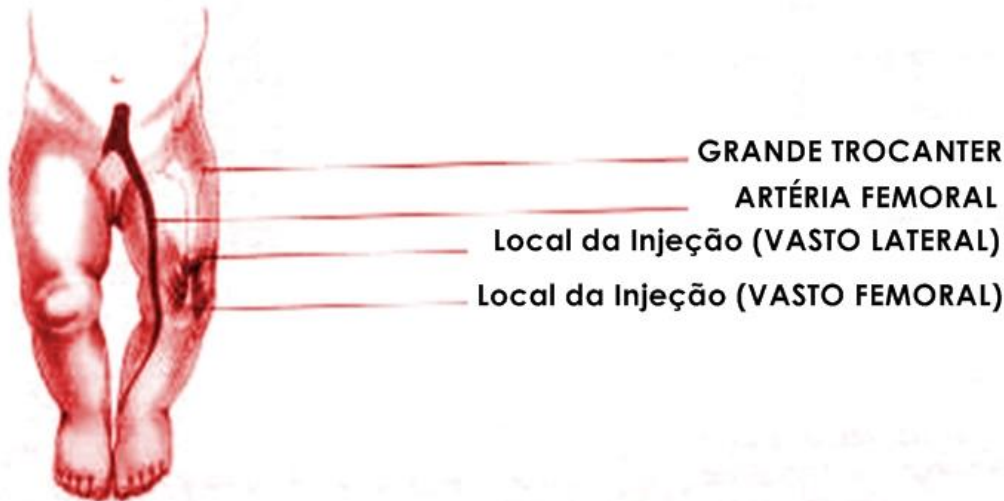 GRANDE TROCANTER
ARTÉRIA FEMORAL
Local da Injeção (VASTO LATERAL)
Local da Injeção (VASTO FEMORAL)